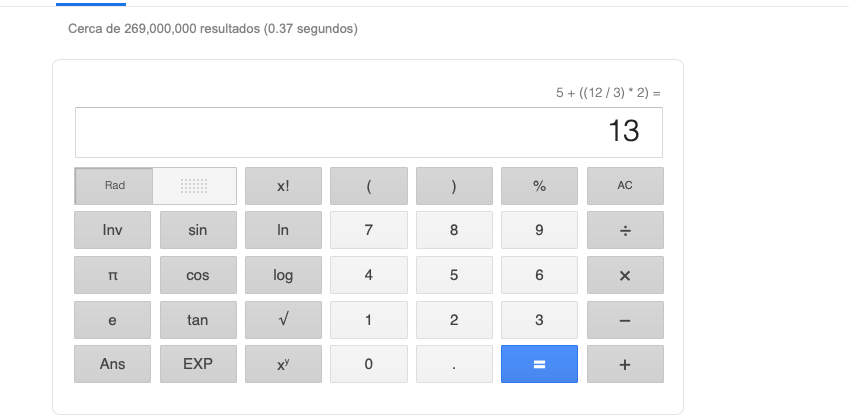 Cerca de 269,000,000 resultados (0.37 segundos)
5 + ((12 / 3) * 2) =
13
Rad x! ( ) % AC
Inv sin ln 7 8 9 ÷
π cos log 4 5 6 ×
e tan √ 1 2 3 −
Ans EXP xʸ 0 . = +